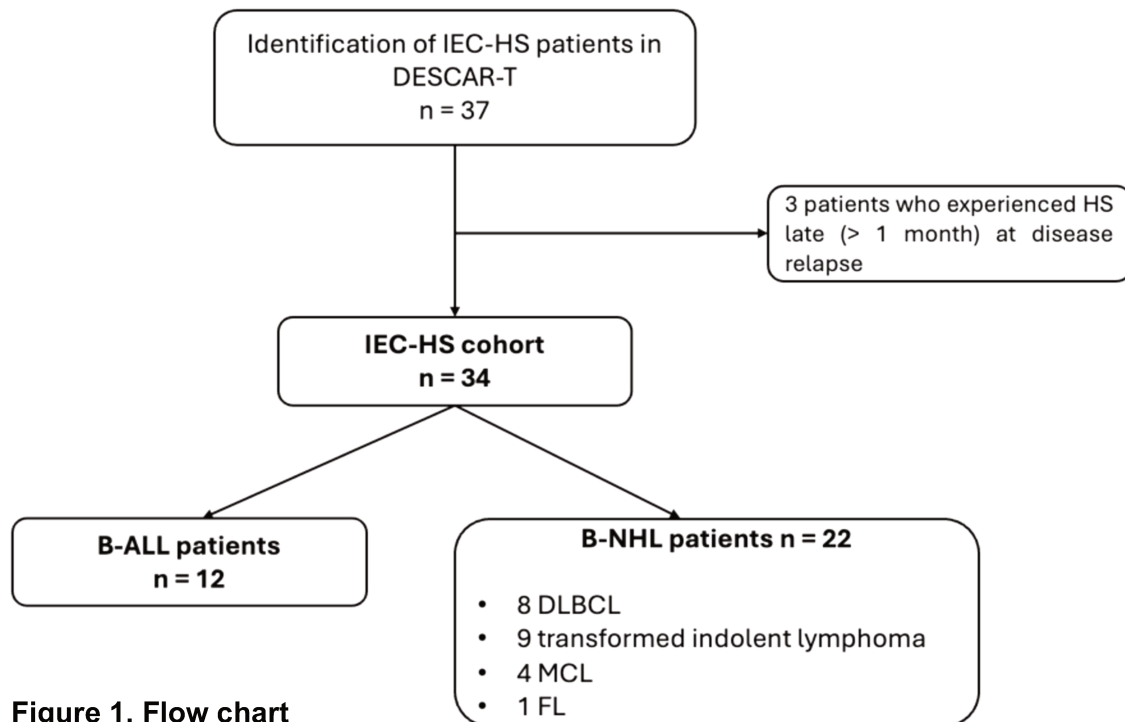 Identification of IEC-HS patients in
DESCAR-T
n = 37
3 patients who experienced HS
late (> 1 month) at disease
relapse
IEC-HS cohort
n = 34
B-ALL patients
n = 12
B-NHL patients n = 22
• 8 DLBCL
• 9 transformed indolent lymphoma
• 4 MCL
• 1 FL
Figure 1. Flow chart